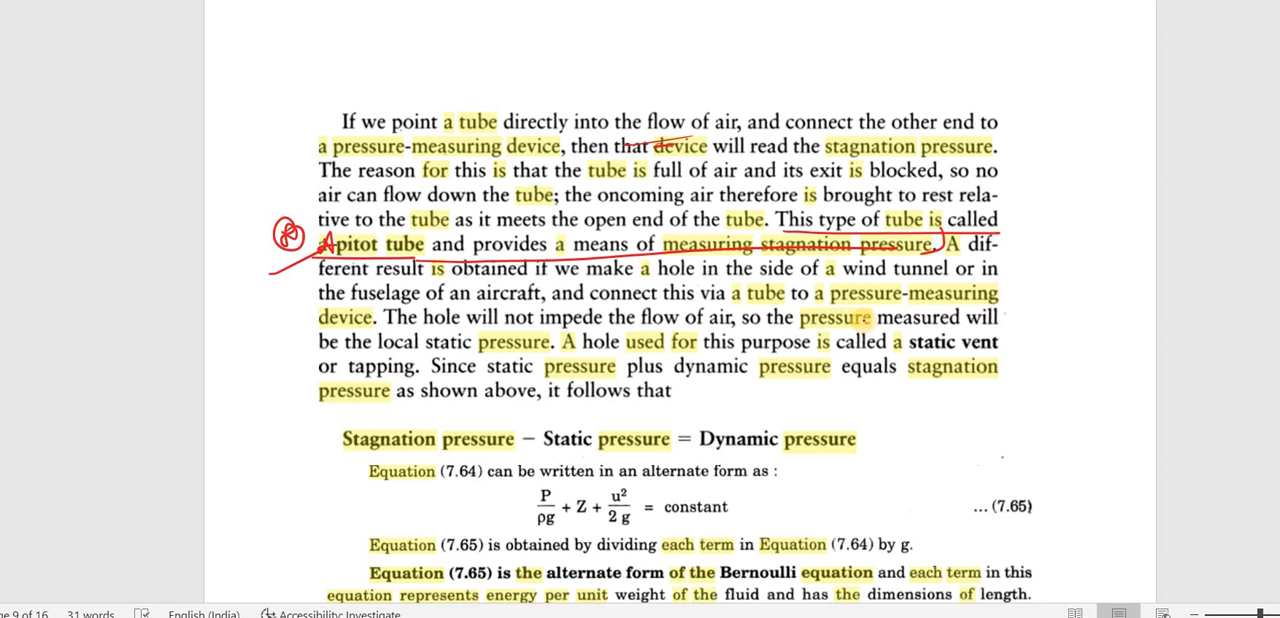 If we point a tube directly into the flow of air, and connect the other end to
a pressure-measuring device, then that device will read the stagnation pressure.
The reason for this is that the tube is full of air and its exit is blocked, so no
air can flow down the tube; the oncoming air therefore is brought to rest rela-
tive to the tube as it meets the open end of the tube. This type of tube is called
A pitot tube and provides a means of measuring stagnation pressure. A dif-
ferent result is obtained if we make a hole in the side of a wind tunnel or in
the fuselage of an aircraft, and connect this via a tube to a pressure-measuring
device. The hole will not impede the flow of air, so the pressure measured will
be the local static pressure. A hole used for this purpose is called a static vent
or tapping. Since static pressure plus dynamic pressure equals stagnation
pressure as shown above, it follows that
Stagnation pressure − Static pressure = Dynamic pressure
Equation (7.64) can be written in an alternate form as :
P/ρg + Z + u²/2 g = constant ... (7.65)
Equation (7.65) is obtained by dividing each term in Equation (7.64) by g.
Equation (7.65) is the alternate form of the Bernoulli equation and each term in this
equation represents energy per unit weight of the fluid and has the dimensions of length.
ge 9 of 16 31 words English (India) Accessibility: Investigate